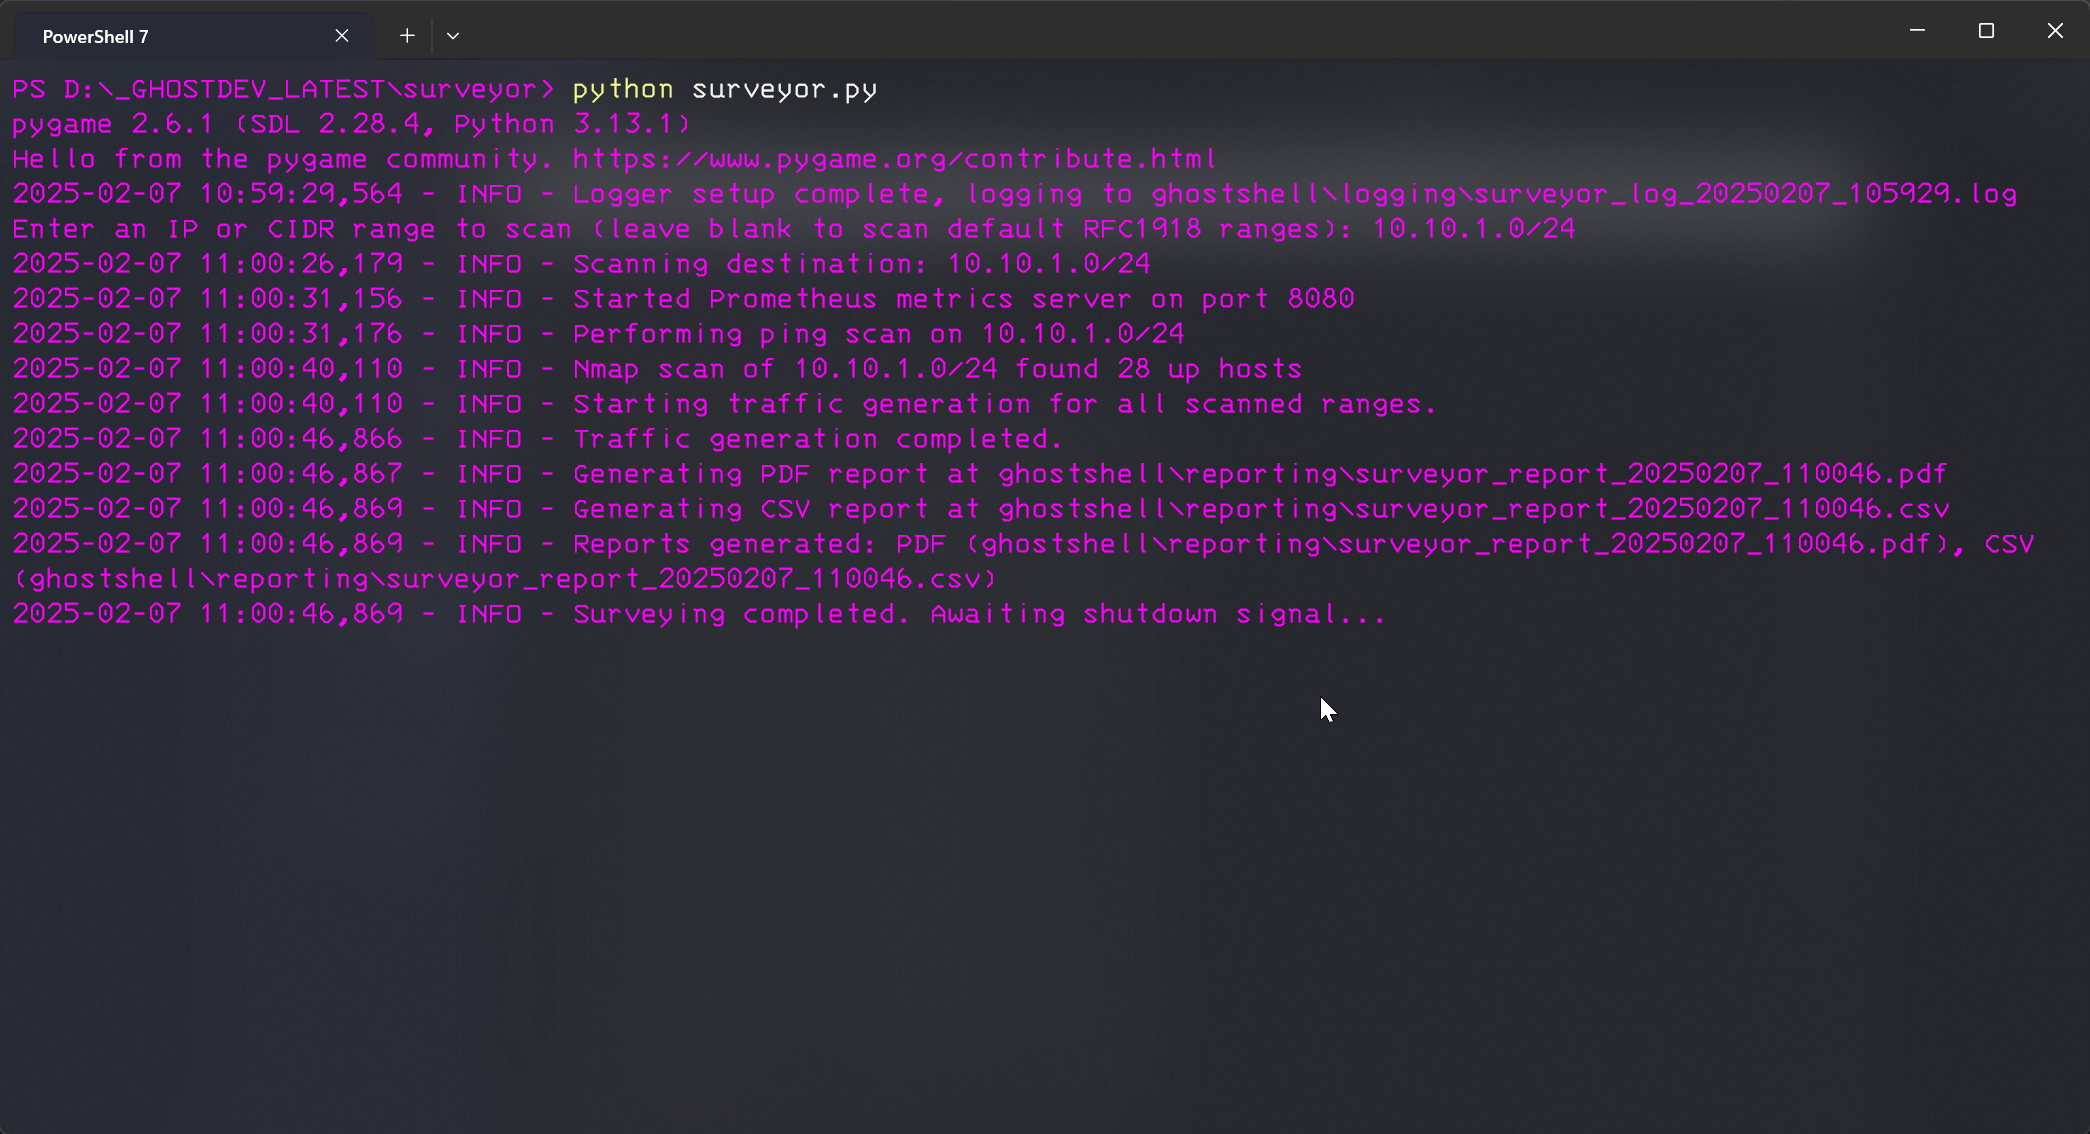 PowerShell 7
PS D:\_GHOSTDEV_LATEST\surveyor> python surveyor.py
pygame 2.6.1 (SDL 2.28.4, Python 3.13.1)
Hello from the pygame community. https://www.pygame.org/contribute.html
2025-02-07 10:59:29,564 - INFO - Logger setup complete, logging to ghostshell\logging\surveyor_log_20250207_105929.log
Enter an IP or CIDR range to scan (leave blank to scan default RFC1918 ranges): 10.10.1.0/24
2025-02-07 11:00:26,179 - INFO - Scanning destination: 10.10.1.0/24
2025-02-07 11:00:31,156 - INFO - Started Prometheus metrics server on port 8080
2025-02-07 11:00:31,176 - INFO - Performing ping scan on 10.10.1.0/24
2025-02-07 11:00:40,110 - INFO - Nmap scan of 10.10.1.0/24 found 28 up hosts
2025-02-07 11:00:40,110 - INFO - Starting traffic generation for all scanned ranges.
2025-02-07 11:00:46,866 - INFO - Traffic generation completed.
2025-02-07 11:00:46,867 - INFO - Generating PDF report at ghostshell\reporting\surveyor_report_20250207_110046.pdf
2025-02-07 11:00:46,869 - INFO - Generating CSV report at ghostshell\reporting\surveyor_report_20250207_110046.csv
2025-02-07 11:00:46,869 - INFO - Reports generated: PDF (ghostshell\reporting\surveyor_report_20250207_110046.pdf), CSV
(ghostshell\reporting\surveyor_report_20250207_110046.csv)
2025-02-07 11:00:46,869 - INFO - Surveying completed. Awaiting shutdown signal...